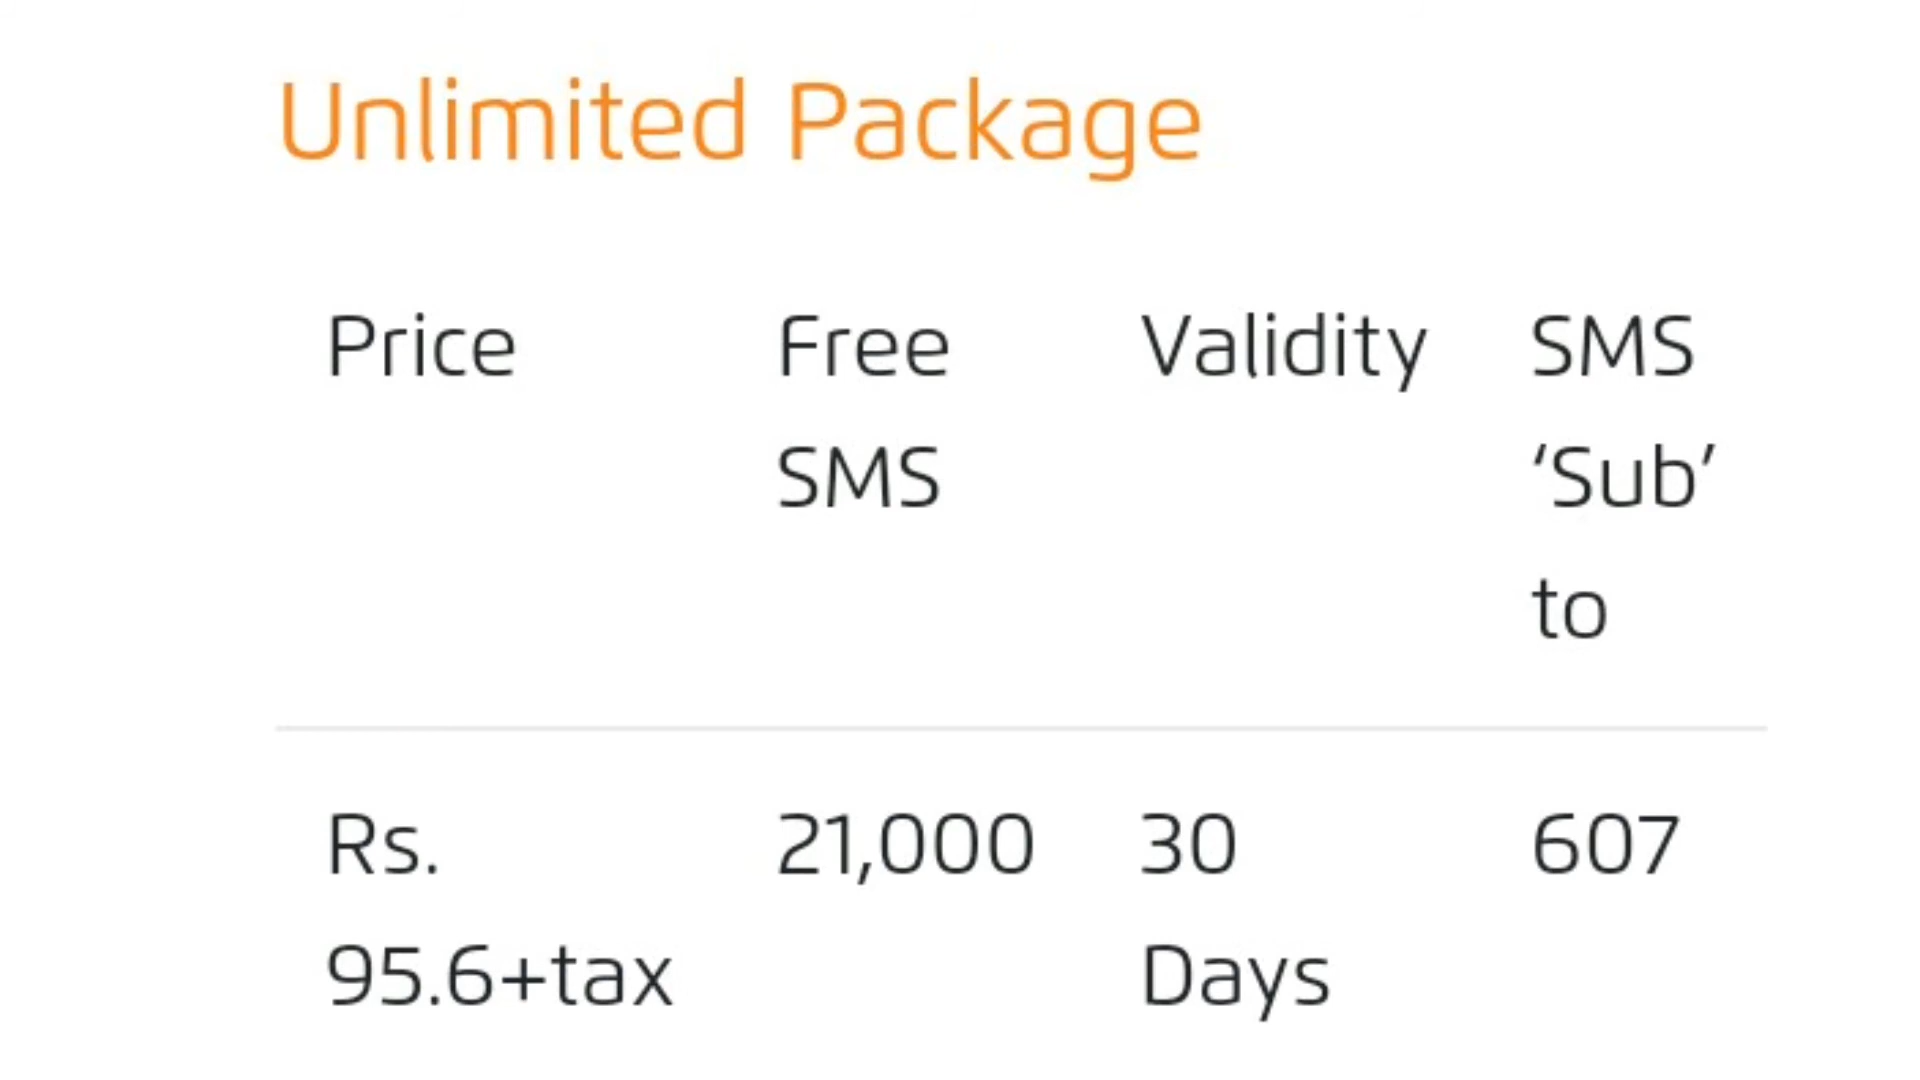 Unlimited Package
Price Free Validity SMS
SMS ‘Sub’
to
Rs. 21,000 30 607
95.6+tax Days